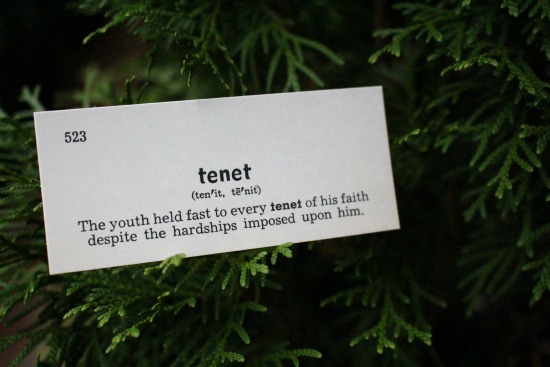 523
tenet
(ten′it, tē′nit)
The youth held fast to every tenet of his faith
despite the hardships imposed upon him.